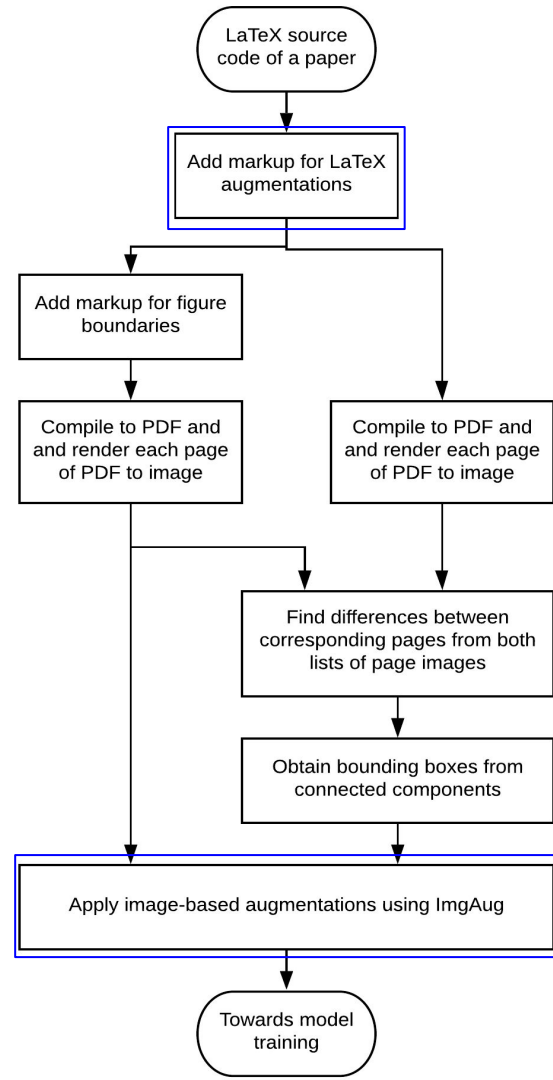 LaTeX source
code of a paper
Add markup for LaTeX
augmentations
Add markup for figure
boundaries
Compile to PDF and
and render each page
of PDF to image
Compile to PDF and
and render each page
of PDF to image
Find differences between
corresponding pages from both
lists of page images
Obtain bounding boxes from
connected components
Apply image-based augmentations using ImgAug
Towards model
training